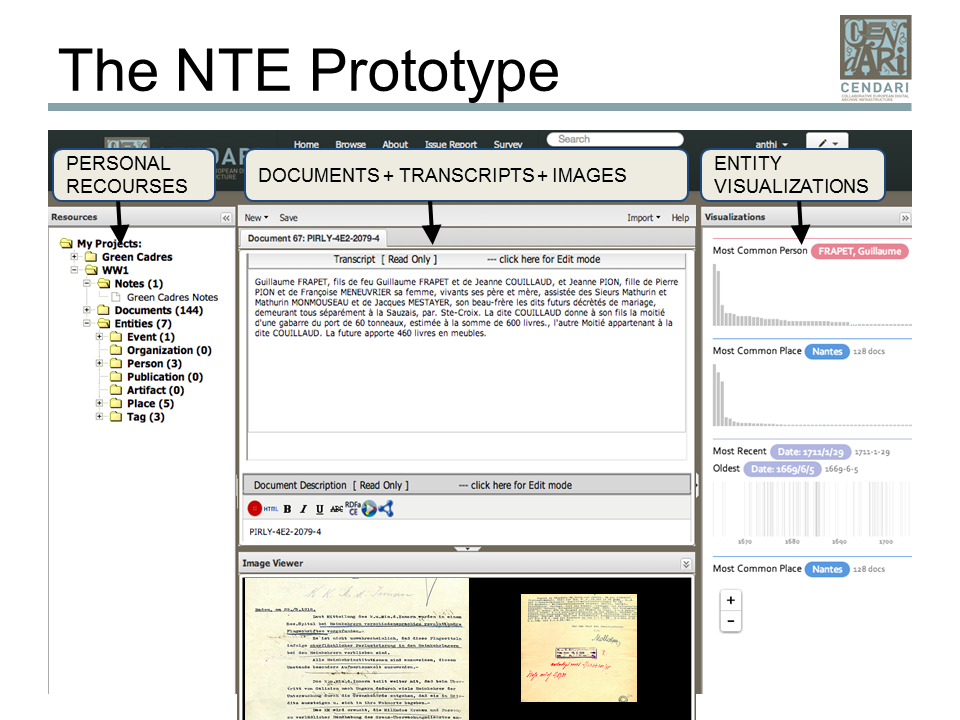 The NTE Prototype
CENDARI
COLLABORATIVE EUROPEAN DIGITAL
ARCHIVE INFRASTRUCTURE
Home Browse About Issue Report Survey Search anthi
PERSONAL
RECOURSES
DOCUMENTS + TRANSCRIPTS + IMAGES
ENTITY
VISUALIZATIONS
Resources
New Save Import Help
Visualizations
Document 67: PIRLY-4E2-2079-4
My Projects:
Green Cadres
WW1
Notes (1)
Green Cadres Notes
Documents (144)
Entities (7)
Event (1)
Organization (0)
Person (3)
Publication (0)
Artifact (0)
Place (5)
Tag (3)
Transcript [ Read Only ] --- click here for Edit mode
Guillaume FRAPET, fils de feu Guillaume FRAPET et de Jeanne COUILLAUD, et Jeanne PION, fille de Pierre
PION et de Françoise MENEUVRIER sa femme, vivants ses père et mère, assistée des Sieurs Mathurin et
Mathurin MONMOUSEAU et de Jacques MESTAYER, son beau-frère les dits futurs décrétés de mariage,
demeurant tous séparément à la Sauzais, par. Ste-Croix. La dite COUILLAUD donne à son fils la moitié
d'une gabarre du port de 60 tonneaux, estimée à la somme de 600 livres., l'autre Moitié appartenant à la
dite COUILLAUD. La future apporte 460 livres en meubles.
Document Description [ Read Only ] --- click here for Edit mode
HTML B I U ABC RDFa CE
PIRLY-4E2-2079-4
Image Viewer
Most Common Person FRAPET, Guillaume
Most Common Place Nantes 128 docs
Most Recent Date: 1711/1/29 1711-1-29
Oldest Date: 1669/6/5 1669-6-5
1670 1680 1690 1700
Most Common Place Nantes 128 docs
+
-